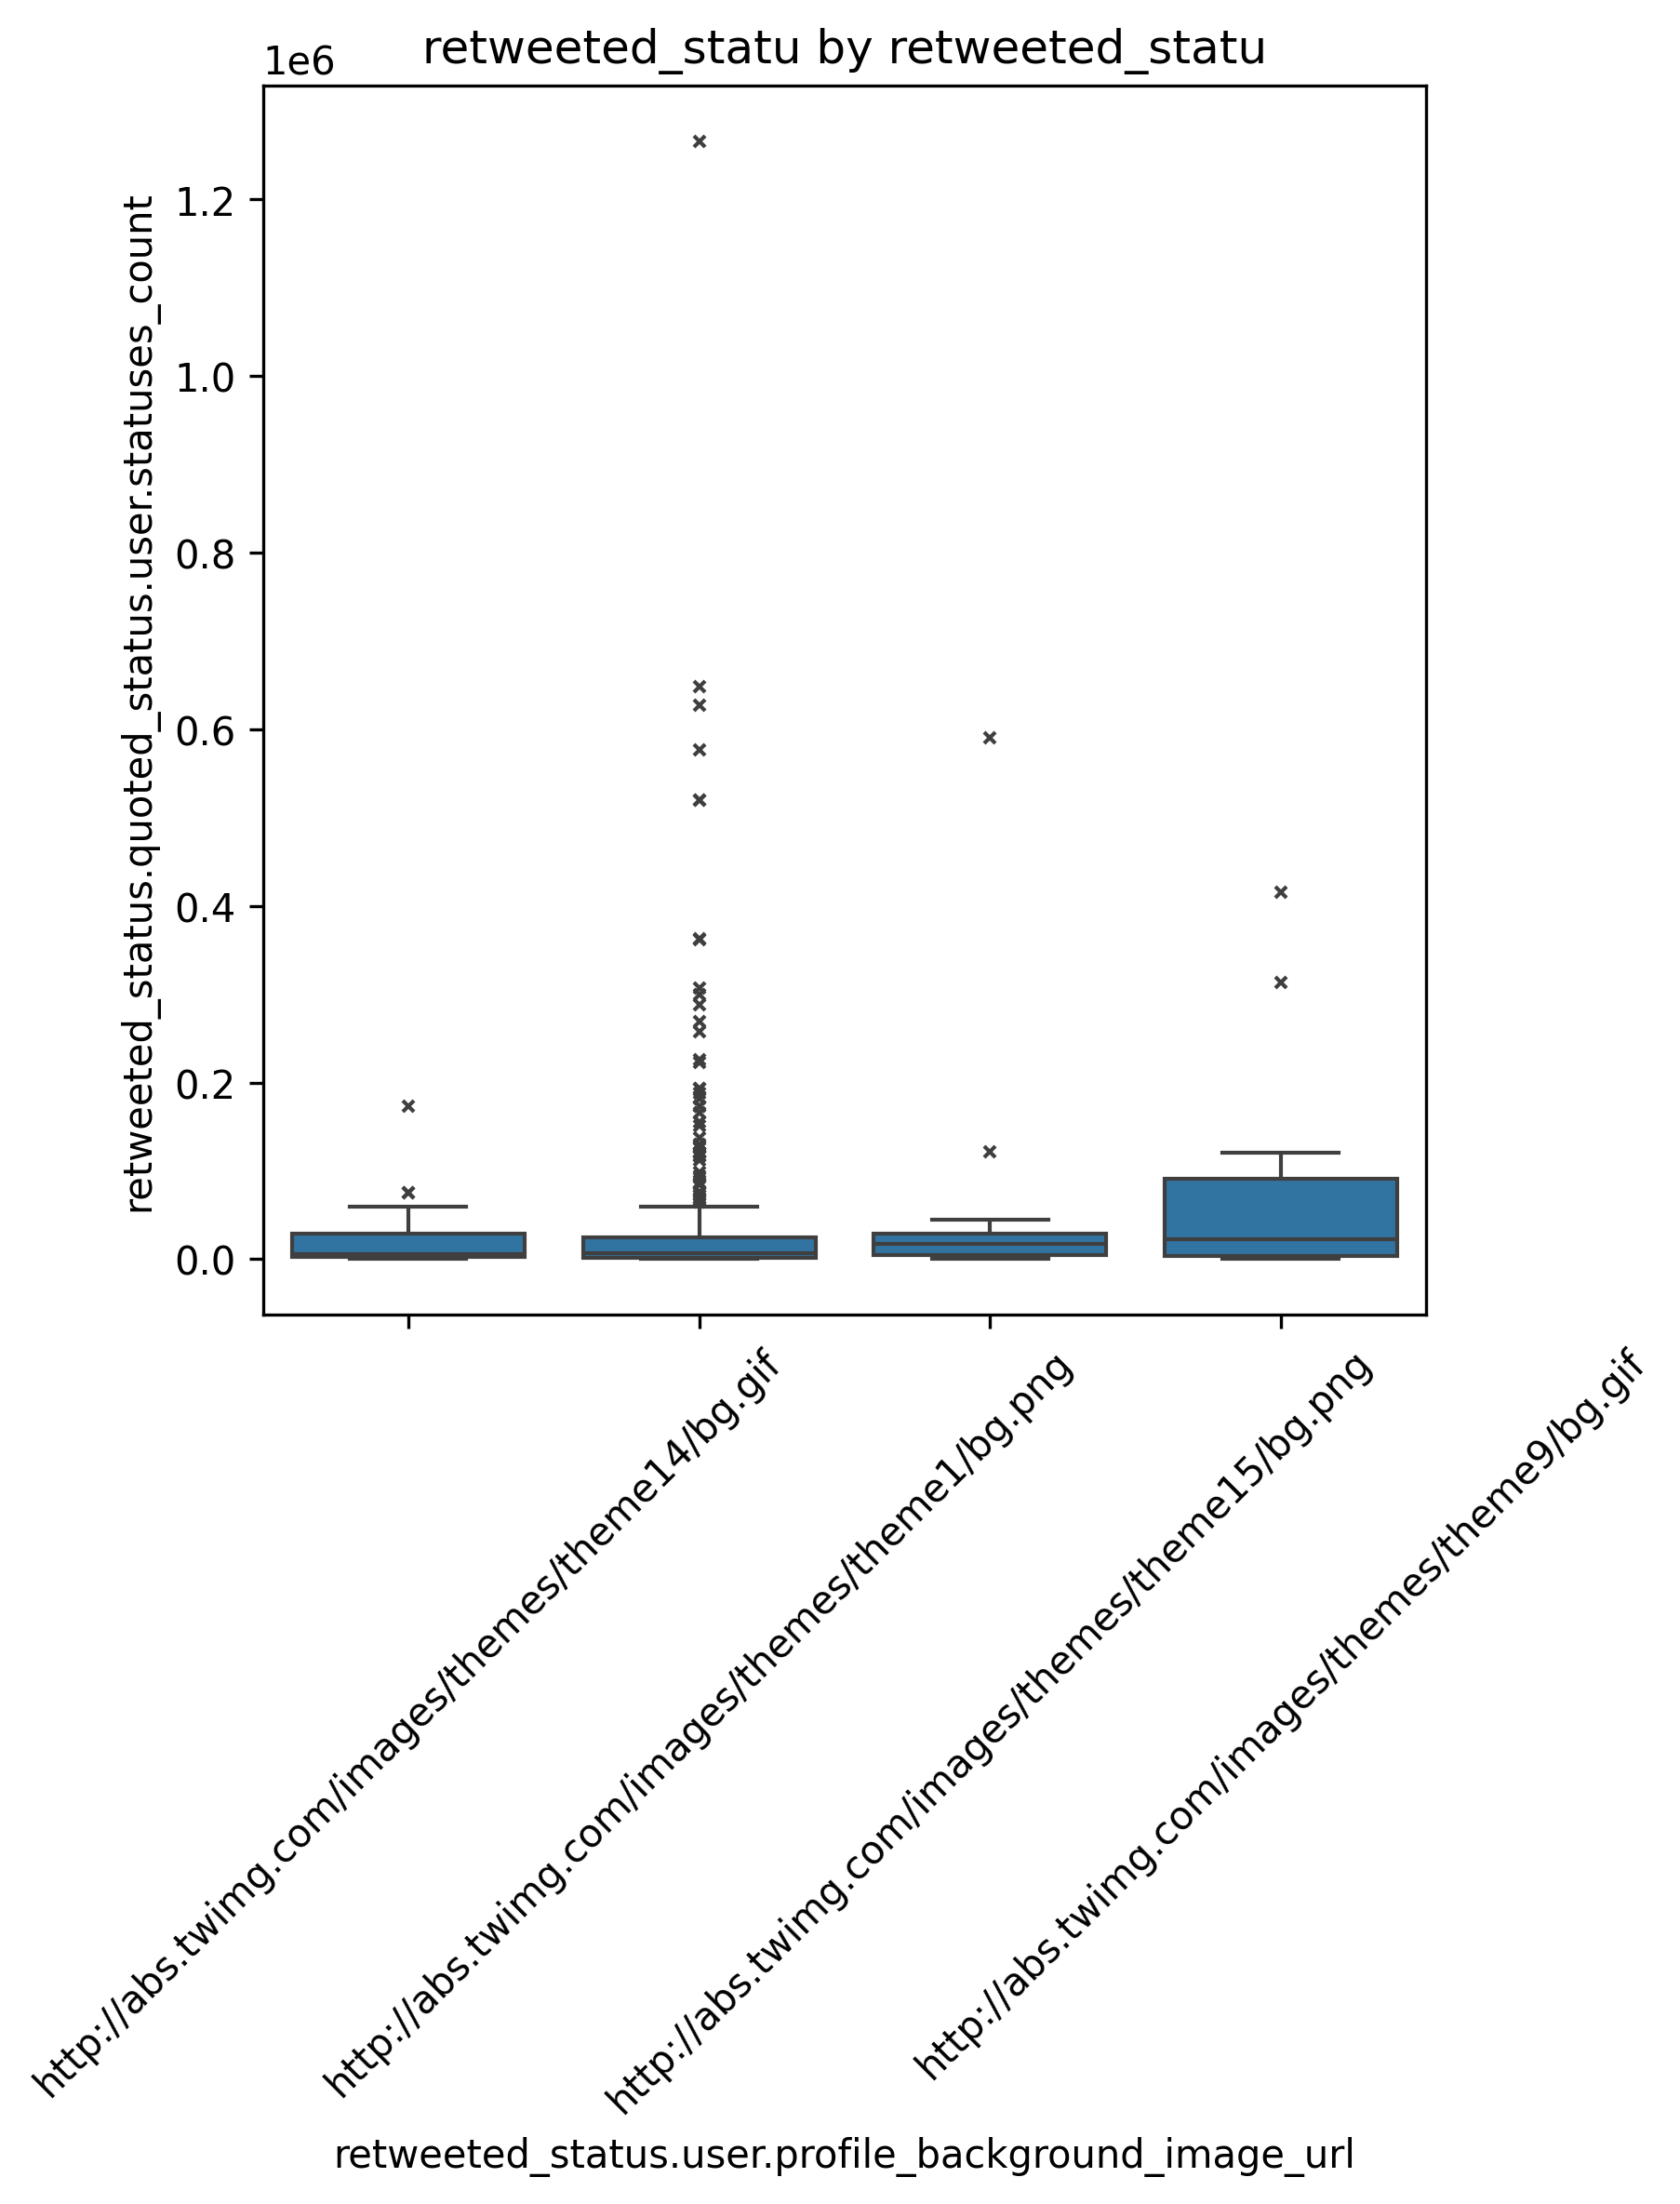 retweeted_statu by retweeted_statu
1e6
retweeted_status.quoted_status.user.statuses_count
1.2
1.0
0.8
0.6
0.4
0.2
0.0
http://abs.twimg.com/images/themes/theme14/bg.gif
http://abs.twimg.com/images/themes/theme1/bg.png
http://abs.twimg.com/images/themes/theme15/bg.png
http://abs.twimg.com/images/themes/theme9/bg.gif
retweeted_status.user.profile_background_image_url